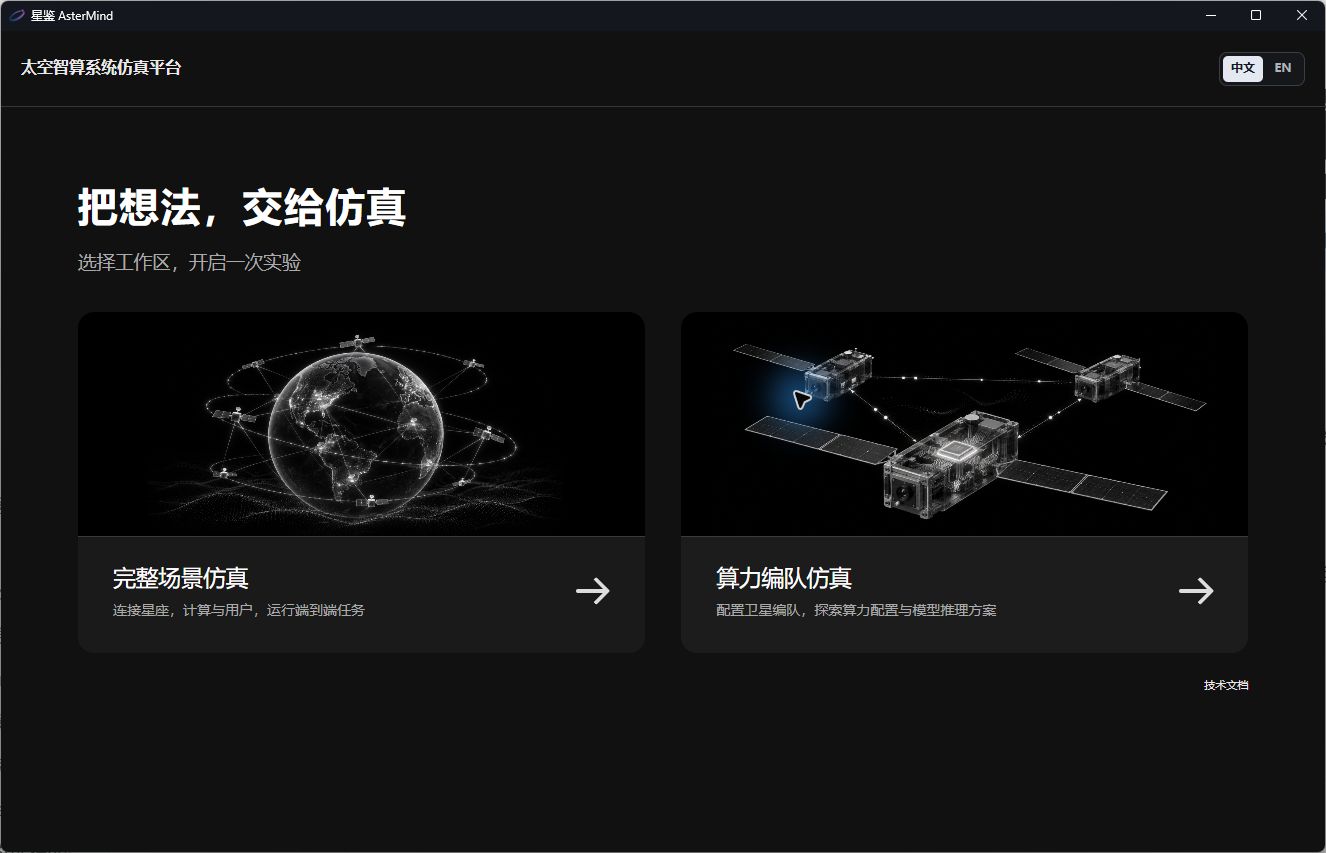 星鉴 AsterMind
太空智算系统仿真平台
中文 EN
把想法，交给仿真
选择工作区，开启一次实验
完整场景仿真
连接星座，计算与用户，运行端到端任务
算力编队仿真
配置卫星编队，探索算力配置与模型推理方案
技术文档